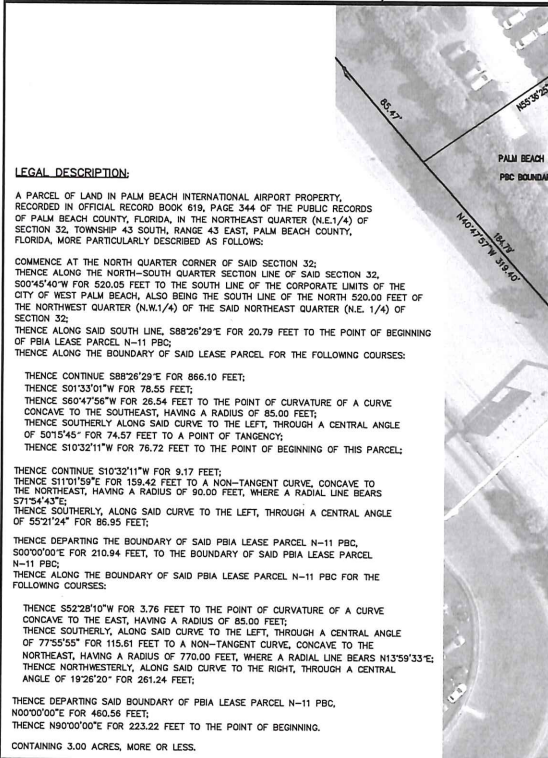 LEGAL DESCRIPTION:
A PARCEL OF LAND IN PALM BEACH INTERNATIONAL AIRPORT PROPERTY,
RECORDED IN OFFICIAL RECORD BOOK 619, PAGE 344 OF THE PUBLIC RECORDS
OF PALM BEACH COUNTY, FLORIDA, IN THE NORTHEAST QUARTER (N.E.1/4) OF
SECTION 32, TOWNSHIP 43 SOUTH, RANGE 43 EAST, PALM BEACH COUNTY,
FLORIDA, MORE PARTICULARLY DESCRIBED AS FOLLOWS:
COMMENCE AT THE NORTH QUARTER CORNER OF SAID SECTION 32;
THENCE ALONG THE NORTH-SOUTH QUARTER SECTION LINE OF SAID SECTION 32,
S00°45'40"W FOR 520.05 FEET TO THE SOUTH LINE OF THE CORPORATE LIMITS OF THE
CITY OF WEST PALM BEACH, ALSO BEING THE SOUTH LINE OF THE NORTH 520.00 FEET OF
THE NORTHWEST QUARTER (N.W.1/4) OF THE SAID NORTHEAST QUARTER (N.E. 1/4) OF
SECTION 32;
THENCE ALONG SAID SOUTH LINE, S88°26'29"E FOR 20.79 FEET TO THE POINT OF BEGINNING
OF PBIA LEASE PARCEL N-11 PBC;
THENCE ALONG THE BOUNDARY OF SAID LEASE PARCEL FOR THE FOLLOWING COURSES:
THENCE CONTINUE S88°26'29"E FOR 866.10 FEET;
THENCE S01°33'01"W FOR 78.55 FEET;
THENCE S60°47'56"W FOR 26.54 FEET TO THE POINT OF CURVATURE OF A CURVE
CONCAVE TO THE SOUTHEAST, HAVING A RADIUS OF 85.00 FEET;
THENCE SOUTHERLY ALONG SAID CURVE TO THE LEFT, THROUGH A CENTRAL ANGLE
OF 50°15'45" FOR 74.57 FEET TO A POINT OF TANGENCY;
THENCE S10°32'11"W FOR 76.72 FEET TO THE POINT OF BEGINNING OF THIS PARCEL;
THENCE CONTINUE S10°32'11"W FOR 9.17 FEET;
THENCE S11°01'59"E FOR 159.42 FEET TO A NON-TANGENT CURVE, CONCAVE TO
THE NORTHEAST, HAVING A RADIUS OF 90.00 FEET, WHERE A RADIAL LINE BEARS
S71°54'43"E;
THENCE SOUTHERLY, ALONG SAID CURVE TO THE LEFT, THROUGH A CENTRAL ANGLE
OF 55°21'24" FOR 86.95 FEET;
THENCE DEPARTING THE BOUNDARY OF SAID PBIA LEASE PARCEL N-11 PBC,
S00°00'00"E FOR 210.94 FEET, TO THE BOUNDARY OF SAID PBIA LEASE PARCEL
N-11 PBC;
THENCE ALONG THE BOUNDARY OF SAID PBIA LEASE PARCEL N-11 PBC FOR THE
FOLLOWING COURSES:
THENCE S52°28'10"W FOR 3.76 FEET TO THE POINT OF CURVATURE OF A CURVE
CONCAVE TO THE EAST, HAVING A RADIUS OF 85.00 FEET;
THENCE SOUTHERLY, ALONG SAID CURVE TO THE LEFT, THROUGH A CENTRAL ANGLE
OF 77°55'55" FOR 115.61 FEET TO A NON-TANGENT CURVE, CONCAVE TO THE
NORTHEAST, HAVING A RADIUS OF 770.00 FEET, WHERE A RADIAL LINE BEARS N13°59'33"E;
THENCE NORTHWESTERLY, ALONG SAID CURVE TO THE RIGHT, THROUGH A CENTRAL
ANGLE OF 19°26'20" FOR 261.24 FEET;
THENCE DEPARTING SAID BOUNDARY OF PBIA LEASE PARCEL N-11 PBC,
N00°00'00"E FOR 460.56 FEET;
THENCE N90°00'00"E FOR 223.22 FEET TO THE POINT OF BEGINNING.
CONTAINING 3.00 ACRES, MORE OR LESS.
85.47'
N55°38'25"
PALM BEACH
PBC BOUNDAR
184.79'
N40°47'57"W 319.40'